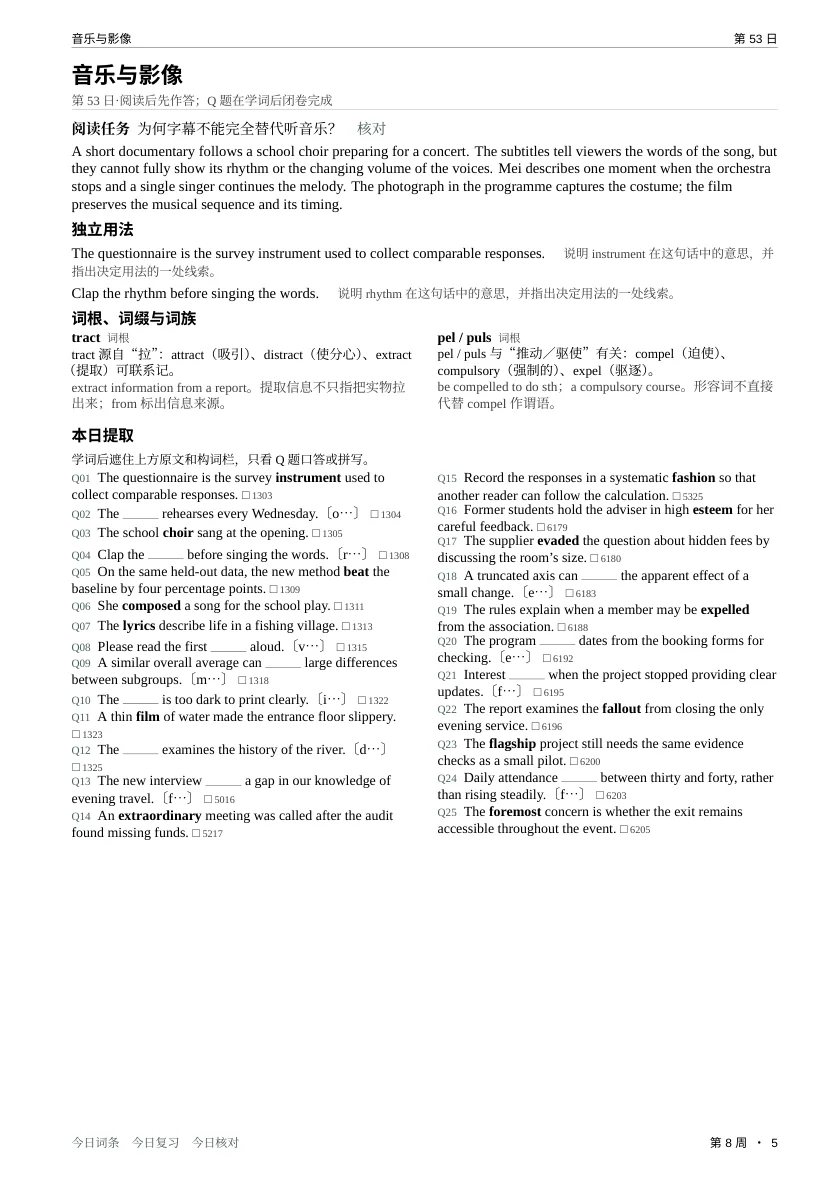 音乐与影像 第 53 日
音乐与影像
第 53 日·阅读后先作答；Q 题在学词后闭卷完成
阅读任务 为何字幕不能完全替代听音乐？ 核对
A short documentary follows a school choir preparing for a concert. The subtitles tell viewers the words of the song, but
they cannot fully show its rhythm or the changing volume of the voices. Mei describes one moment when the orchestra
stops and a single singer continues the melody. The photograph in the programme captures the costume; the film
preserves the musical sequence and its timing.
独立用法
The questionnaire is the survey instrument used to collect comparable responses. 说明 instrument 在这句话中的意思，并
指出决定用法的一处线索。
Clap the rhythm before singing the words. 说明 rhythm 在这句话中的意思，并指出决定用法的一处线索。
词根、词缀与词族
tract 词根
tract 源自“拉”：attract（吸引）、distract（使分心）、extract
（提取）可联系记。
extract information from a report。提取信息不只指把实物拉
出来；from 标出信息来源。
pel / puls 词根
pel / puls 与“推动／驱使”有关：compel（迫使）、
compulsory（强制的）、expel（驱逐）。
be compelled to do sth；a compulsory course。形容词不直接
代替 compel 作谓语。
本日提取
学词后遮住上方原文和构词栏，只看 Q 题口答或拼写。
Q01 The questionnaire is the survey instrument used to
collect comparable responses. □ 1303
Q02 The _____ rehearses every Wednesday.〔o···〕 □ 1304
Q03 The school choir sang at the opening. □ 1305
Q04 Clap the _____ before singing the words.〔r···〕 □ 1308
Q05 On the same held-out data, the new method beat the
baseline by four percentage points. □ 1309
Q06 She composed a song for the school play. □ 1311
Q07 The lyrics describe life in a fishing village. □ 1313
Q08 Please read the first _____ aloud.〔v···〕 □ 1315
Q09 A similar overall average can _____ large differences
between subgroups.〔m···〕 □ 1318
Q10 The _____ is too dark to print clearly.〔i···〕 □ 1322
Q11 A thin film of water made the entrance floor slippery.
□ 1323
Q12 The _____ examines the history of the river.〔d···〕
□ 1325
Q13 The new interview _____ a gap in our knowledge of
evening travel.〔f···〕 □ 5016
Q14 An extraordinary meeting was called after the audit
found missing funds. □ 5217
Q15 Record the responses in a systematic fashion so that
another reader can follow the calculation. □ 5325
Q16 Former students hold the adviser in high esteem for her
careful feedback. □ 6179
Q17 The supplier evaded the question about hidden fees by
discussing the room’s size. □ 6180
Q18 A truncated axis can _____ the apparent effect of a
small change.〔e···〕 □ 6183
Q19 The rules explain when a member may be expelled
from the association. □ 6188
Q20 The program _____ dates from the booking forms for
checking.〔e···〕 □ 6192
Q21 Interest _____ when the project stopped providing clear
updates.〔f···〕 □ 6195
Q22 The report examines the fallout from closing the only
evening service. □ 6196
Q23 The flagship project still needs the same evidence
checks as a small pilot. □ 6200
Q24 Daily attendance _____ between thirty and forty, rather
than rising steadily.〔f···〕 □ 6203
Q25 The foremost concern is whether the exit remains
accessible throughout the event. □ 6205
今日词条 今日复习 今日核对 第 8 周 · 5